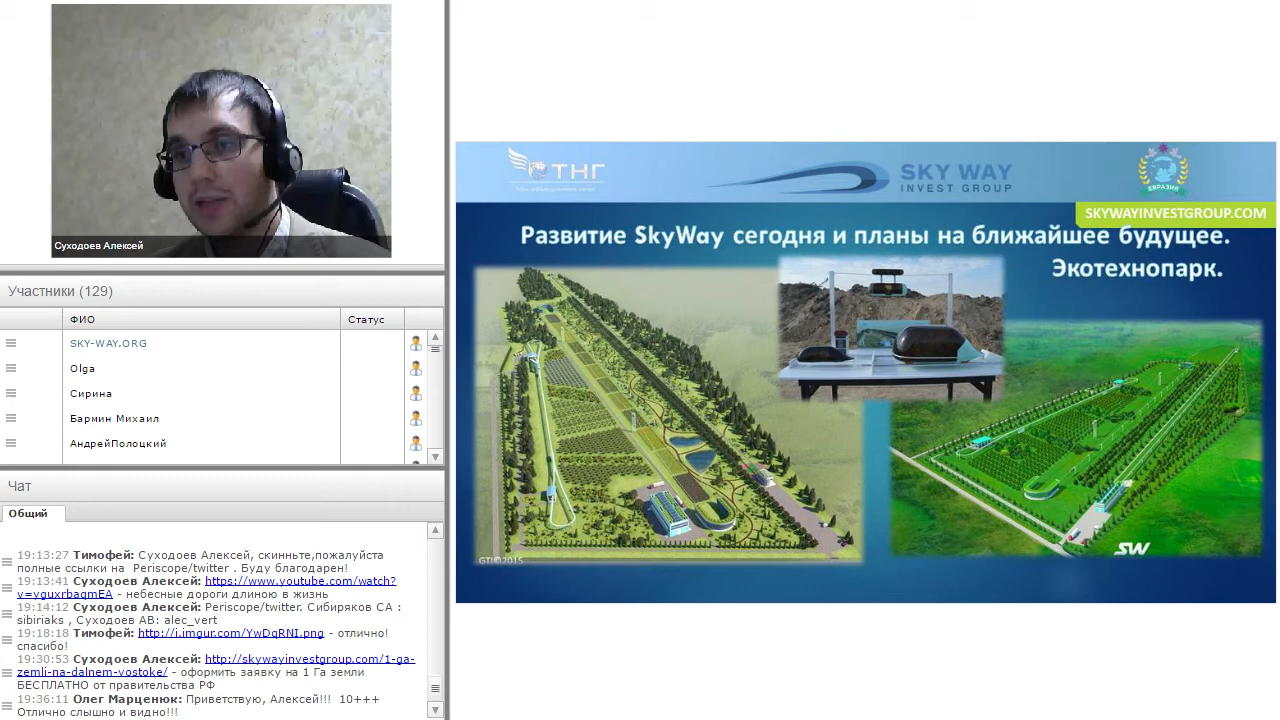 Суходоев Алексей
Участники (129)
ФИО Статус
SKY-WAY.ORG
Olga
Сирина
Бармин Михаил
АндрейПолоцкий
Чат
Общий
19:13:27 Тимофей: Суходоев Алексей, скинньте,пожалуйста
полные ссылки на Periscope/twitter . Буду благодарен!
19:13:41 Суходоев Алексей: https://www.youtube.com/watch?
v=yguxrbaqmEA - небесные дороги длиною в жизнь
19:14:12 Суходоев Алексей: Periscope/twitter. Сибиряков СА :
sibiriaks , Суходоев АВ: alec_vert
19:18:18 Тимофей: http://i.imgur.com/YwDqRNI.png - отлично!
спасибо!
19:30:53 Суходоев Алексей: http://skywayinvestgroup.com/1-ga-
zemli-na-dalnem-vostoke/ - оформить заявку на 1 Га земли
БЕСПЛАТНО от правительства РФ
19:36:11 Олег Марценюк: Приветствую, Алексей!!! 10+++
Отлично слышно и видно!!!
ТНГ
SKY WAY
INVEST GROUP
ЕВРАЗИЯ
SKYWAYINVESTGROUP.COM
Развитие SkyWay сегодня и планы на ближайшее будущее.
Экотехнопарк.
GTI©2015
SW